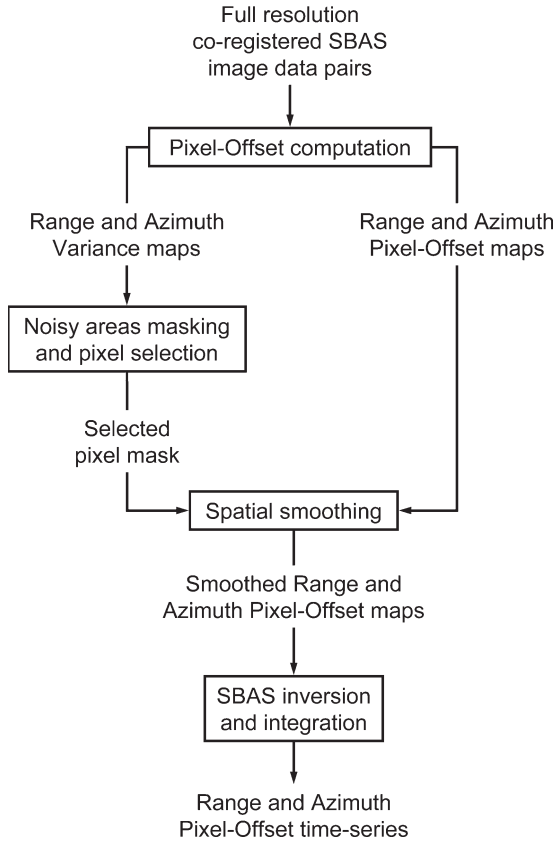 Full resolution
co-registered SBAS
image data pairs
Pixel-Offset computation
Range and Azimuth
Variance maps
Range and Azimuth
Pixel-Offset maps
Noisy areas masking
and pixel selection
Selected
pixel mask
Spatial smoothing
Smoothed Range and
Azimuth Pixel-Offset maps
SBAS inversion
and integration
Range and Azimuth
Pixel-Offset time-series